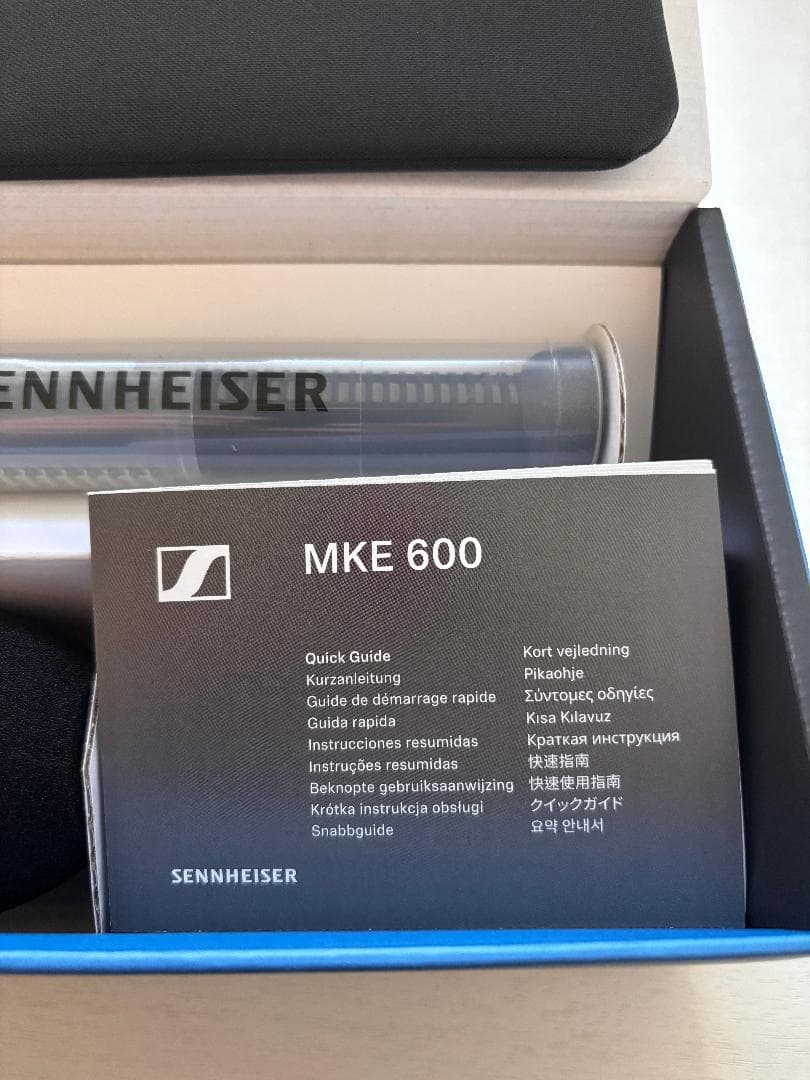 ENNHEISER
MKE 600
Quick Guide
Kurzanleitung
Guide de démarrage rapide
Guida rapida
Instrucciones resumidas
Instruções resumidas
Beknopte gebruiksaanwijzing
Krótka instrukcja obsługi
Snabbguide
Kort vejledning
Pikaohje
Σύντομες οδηγίες
Kısa Kılavuz
Краткая инструкция
快速指南
快速使用指南
クイックガイド
요약 안내서
SENNHEISER